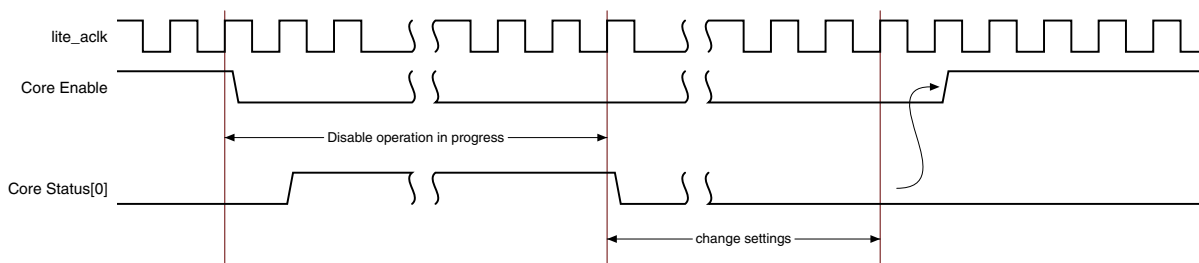 lite_aclk
Core Enable
Disable operation in progress
Core Status[0]
change settings